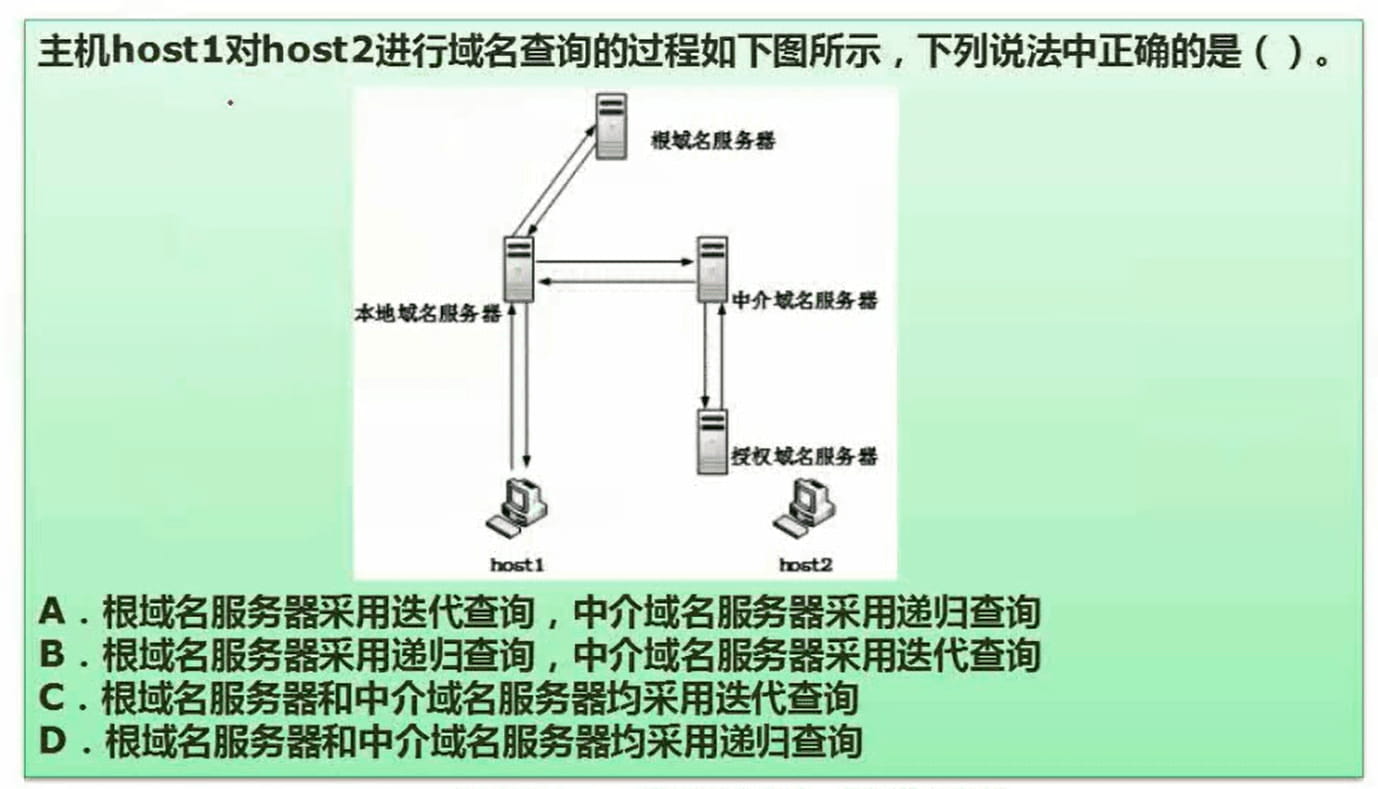 主机host1对host2进行域名查询的过程如下图所示，下列说法中正确的是（ ）。
根域名服务器
本地域名服务器
中介域名服务器
授权域名服务器
host1
host2
A．根域名服务器采用迭代查询，中介域名服务器采用递归查询
B．根域名服务器采用递归查询，中介域名服务器采用迭代查询
C．根域名服务器和中介域名服务器均采用迭代查询
D．根域名服务器和中介域名服务器均采用递归查询